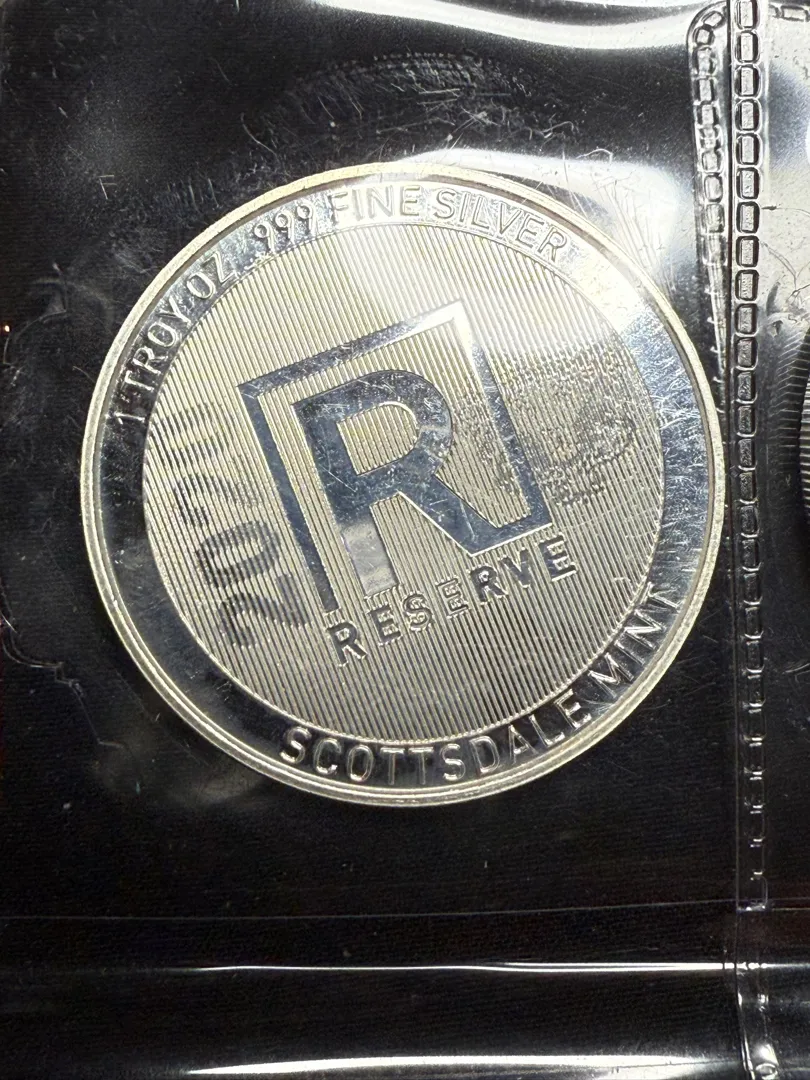 1 TROY OZ .999 FINE SILVER
R
RESERVE
SCOTTSDALE MINT